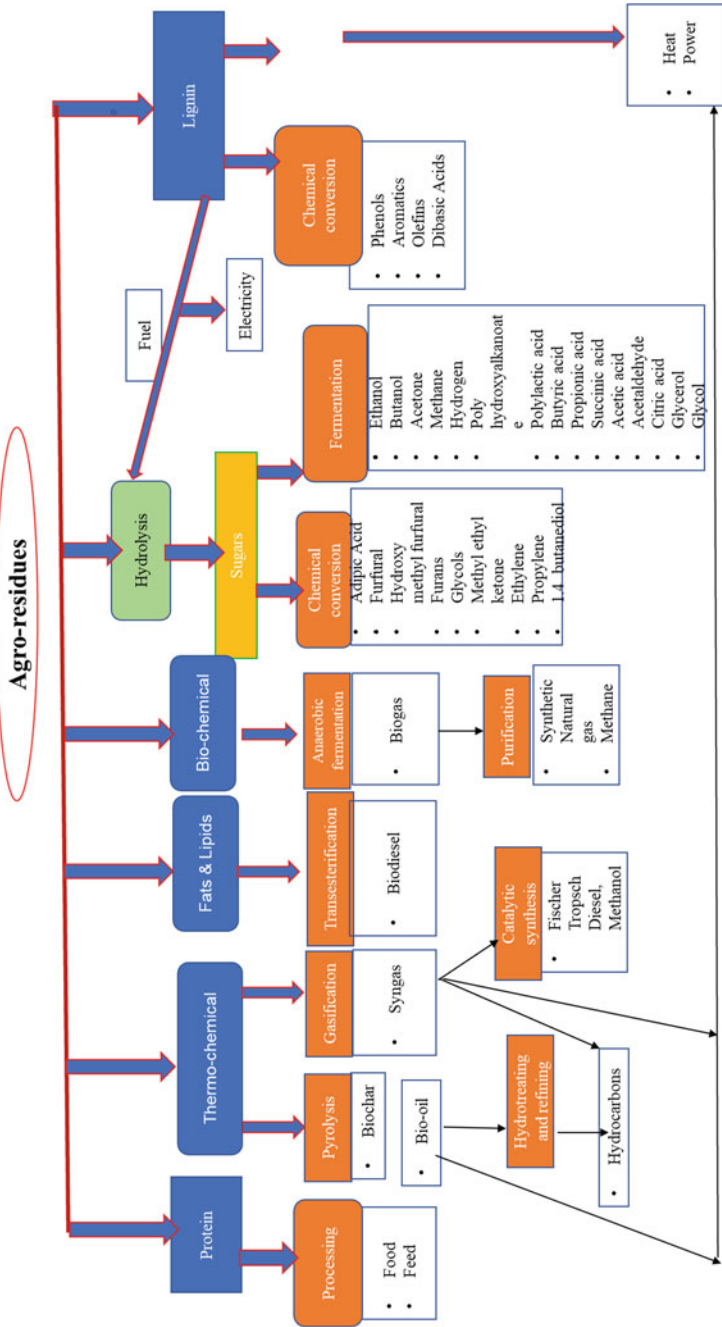 Agro-residues
Protein
Thermo-chemical
Fats & Lipids
Bio-chemical
Hydrolysis
Fuel
Lignin
Electricity
Sugars
Processing
• Food
• Feed
Pyrolysis
• Biochar
• Bio-oil
Gasification
• Syngas
Transesterification
• Biodiesel
Anaerobic
fermentation
• Biogas
Chemical
conversion
• Adipic Acid
• Furfural
• Hydroxy
methyl furfural
• Furans
• Glycols
• Methyl ethyl
ketone
• Ethylene
• Propylene
• 1.4 butanediol
Fermentation
• Ethanol
• Butanol
• Acetone
• Methane
• Hydrogen
• Poly
hydroxyalkanoat
e
• Polylactic acid
• Butyric acid
• Propionic acid
• Succinic acid
• Acetic acid
• Acetaldehyde
• Citric acid
• Glycerol
• Glycol
Chemical
conversion
• Phenols
• Aromatics
• Olefins
• Dibasic Acids
Hydrotreating
and refining
• Hydrocarbons
Catalytic
synthesis
• Fischer
Tropsch
Diesel,
Methanol
Purification
• Synthetic
Natural
gas
• Methane
• Heat
• Power